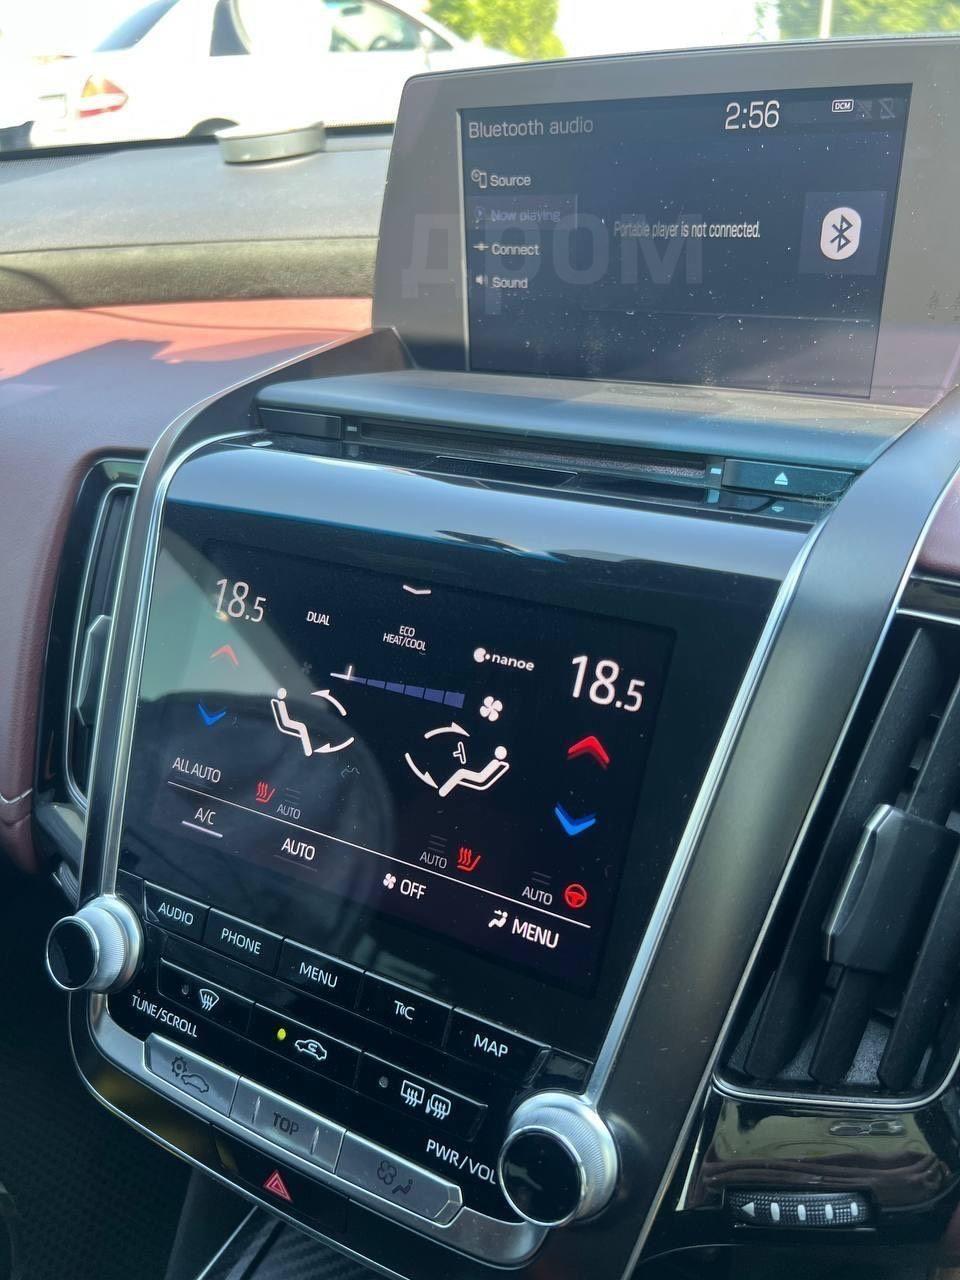 Bluetooth audio 2:56 DCM
Source
Now playing
Portable player is not connected.
Connect
Sound
дром
18.5
DUAL
ECO
HEAT/COOL
nanoe
18.5
ALL AUTO
AUTO
A/C
AUTO
AUTO
OFF
AUTO
MENU
AUDIO
PHONE
MENU
T C
MAP
TUNE/SCROLL
TOP
PWR/VOL